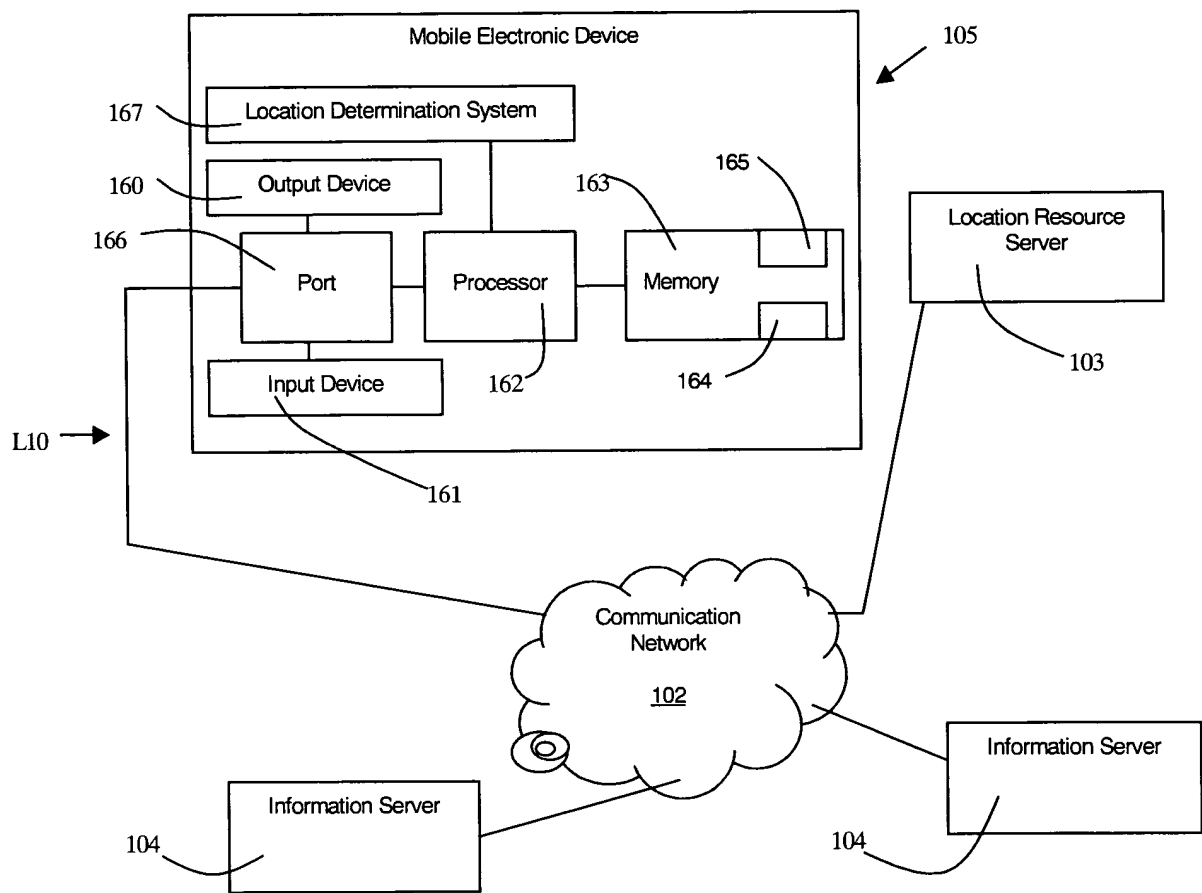 Mobile Electronic Device
105
167
Location Determination System
160
Output Device
163
165
166
Port
Processor
Memory
Location Resource
Server
Input Device
162
164
103
L10
161
Communication
Network
102
Information Server
Information Server
104
104